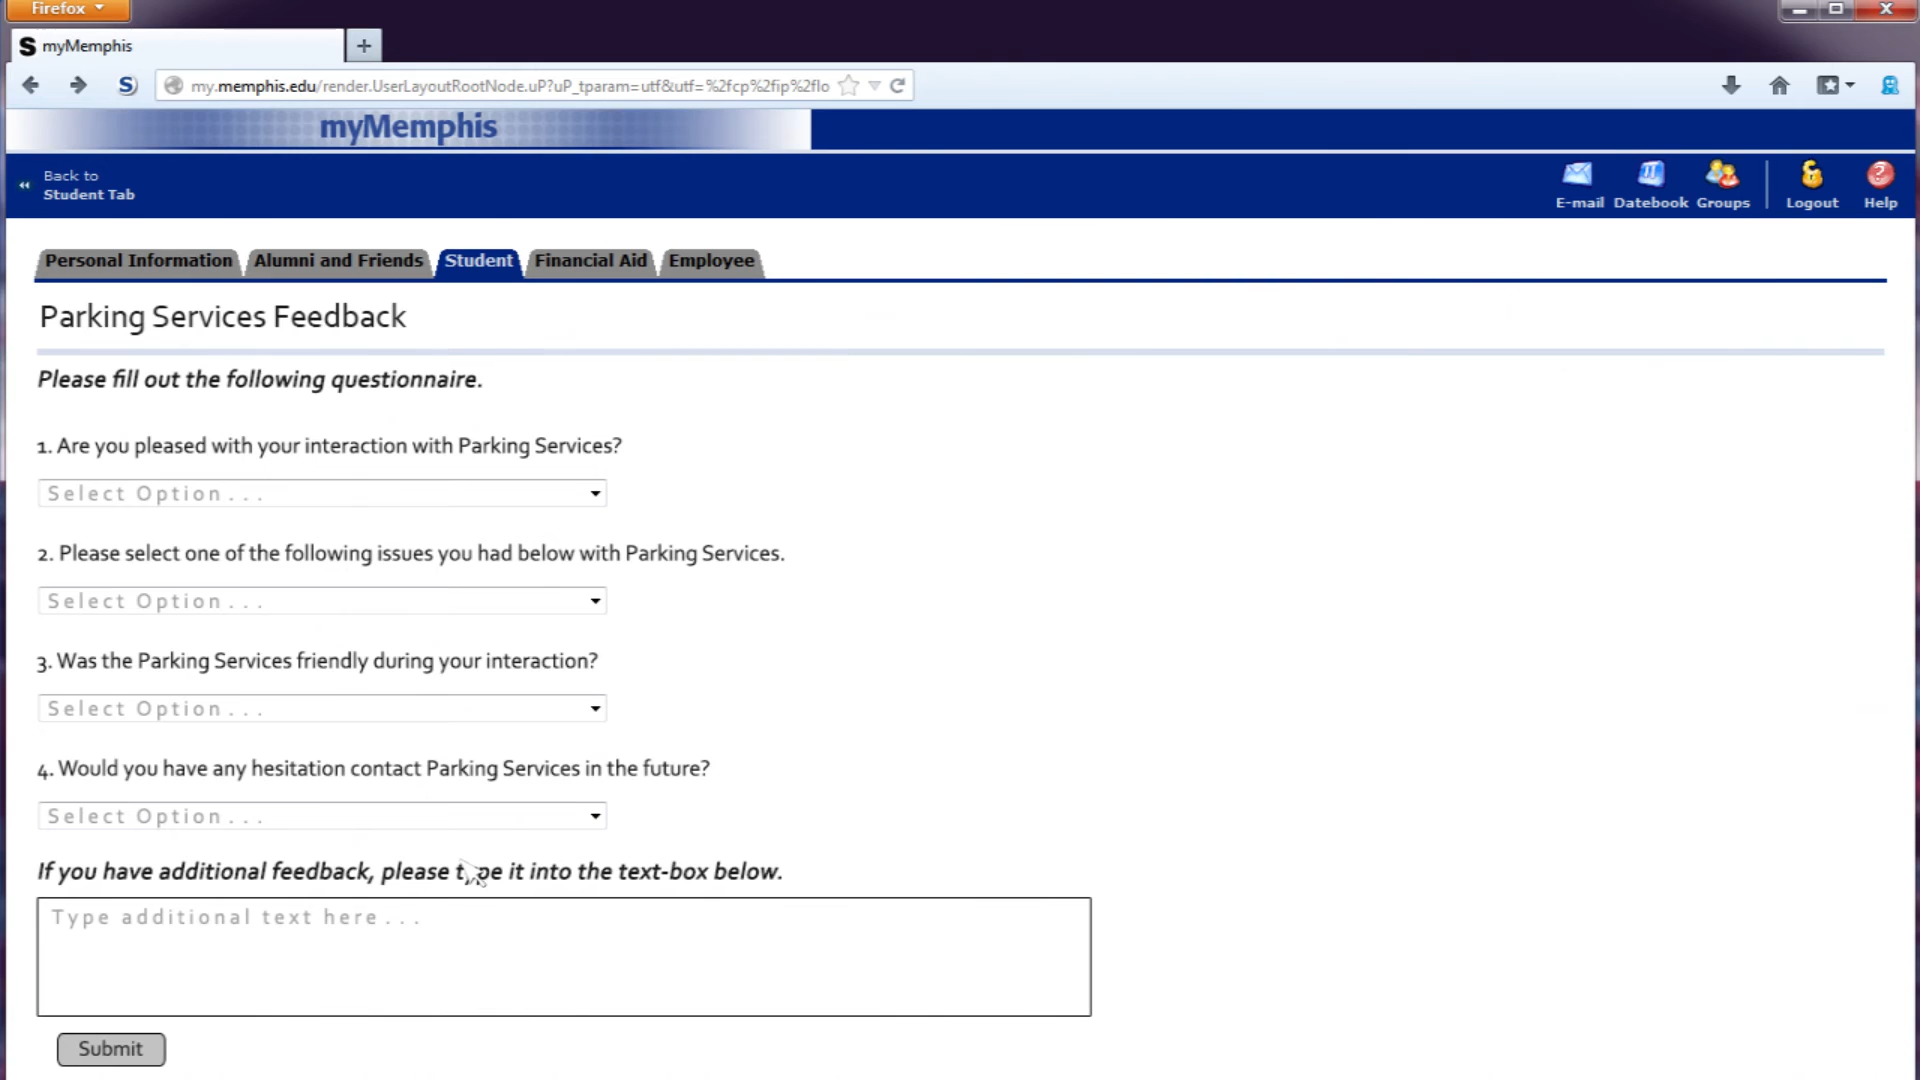 Firefox
S myMemphis
+
S my.memphis.edu/render.UserLayoutRootNode.uP?uP_tparam=utf&utf=%2fcp%2fip%2flo
myMemphis
Back to
Student Tab
E-mail Datebook Groups Logout Help
Personal Information Alumni and Friends Student Financial Aid Employee
Parking Services Feedback
Please fill out the following questionnaire.
1. Are you pleased with your interaction with Parking Services?
Select Option...
2. Please select one of the following issues you had below with Parking Services.
Select Option...
3. Was the Parking Services friendly during your interaction?
Select Option...
4. Would you have any hesitation contact Parking Services in the future?
Select Option...
If you have additional feedback, please type it into the text-box below.
Type additional text here...
Submit